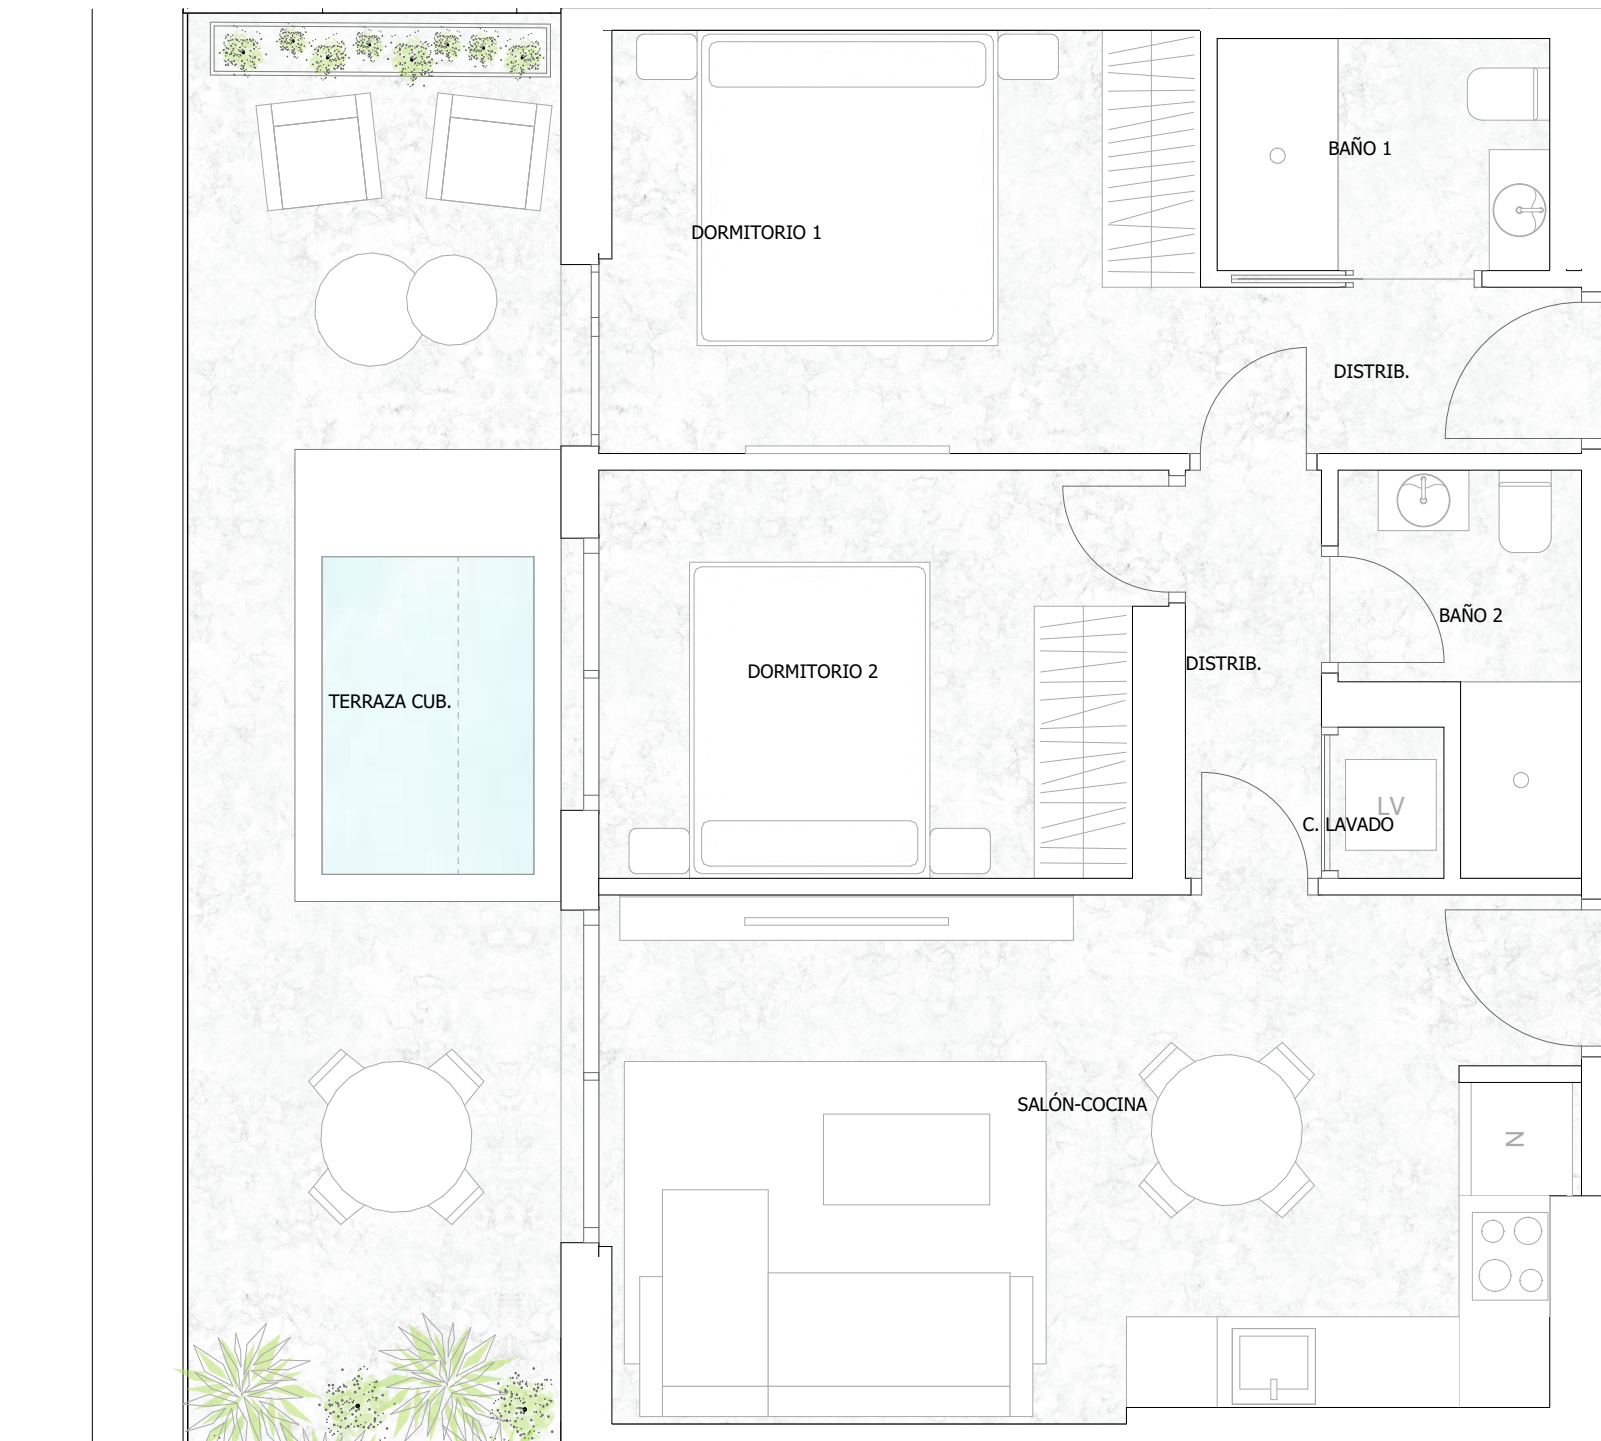 BAÑO 1
DORMITORIO 1
DISTRIB.
BAÑO 2
DISTRIB.
DORMITORIO 2
TERRAZA CUB.
LV
C. LAVADO
SALÓN-COCINA
N